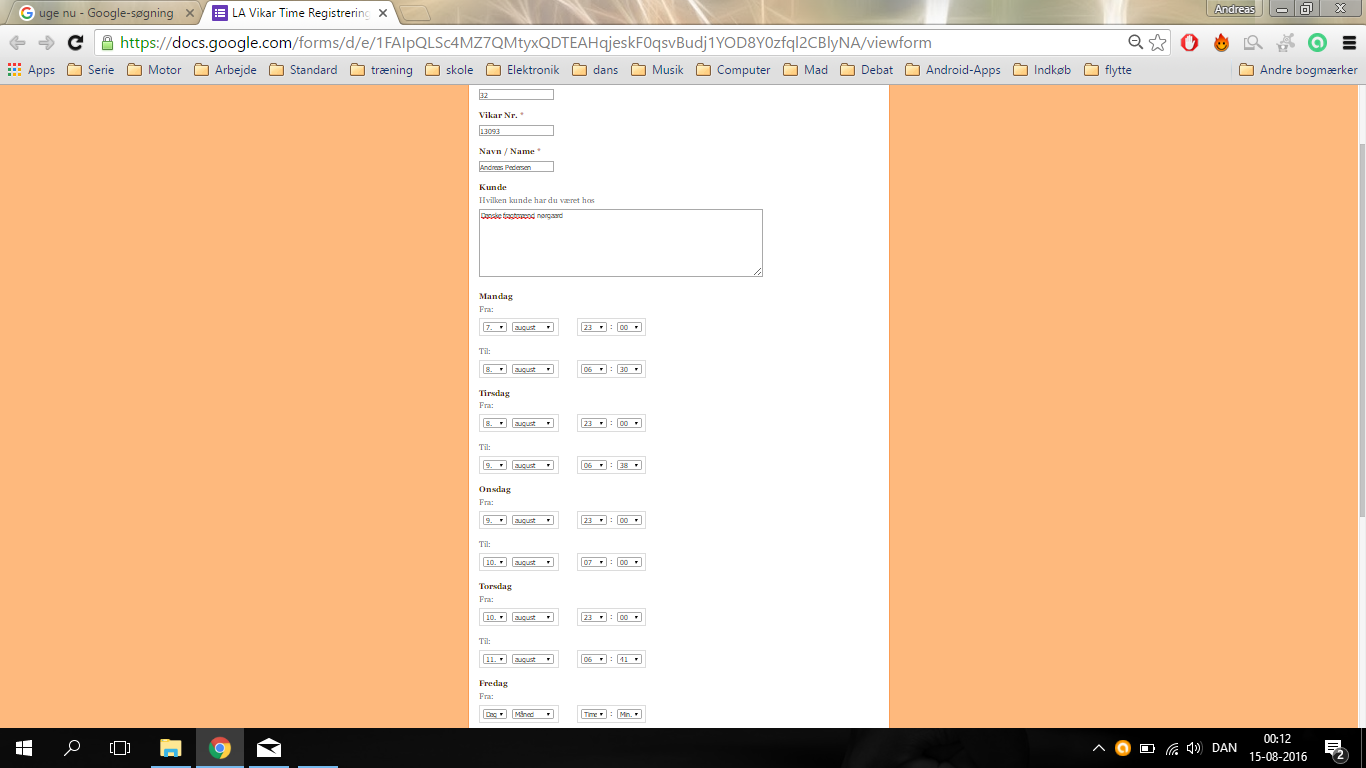 uge nu - Google-søgning
LA Vikar Time Registrering
Andreas
https://docs.google.com/forms/d/e/1FAIpQLSc4MZ7QMtvxQDTEAHqjeskF0qsvBudj1YOD8Y0zfql2CBlyNA/viewform
Apps Serie Motor Arbejde Standard træning skole Elektronik dans Musik Computer Mad Debat Android-Apps Indkøb flytte Andre bogmærker
32
Vikar Nr. *
13093
Navn / Name *
Andreas Pedersen
Kunde
Hvilken kunde har du været hos
Danske fragtmænd nørgaard
Mandag
Fra:
7. august 23 : 00
Til:
8. august 06 : 30
Tirsdag
Fra:
8. august 23 : 00
Til:
9. august 06 : 38
Onsdag
Fra:
9. august 23 : 00
Til:
10. august 07 : 00
Torsdag
Fra:
10. august 23 : 00
Til:
11. august 06 : 41
Fredag
Fra:
Dag Måned Time : Min.
DAN
00:12
15-08-2016
2